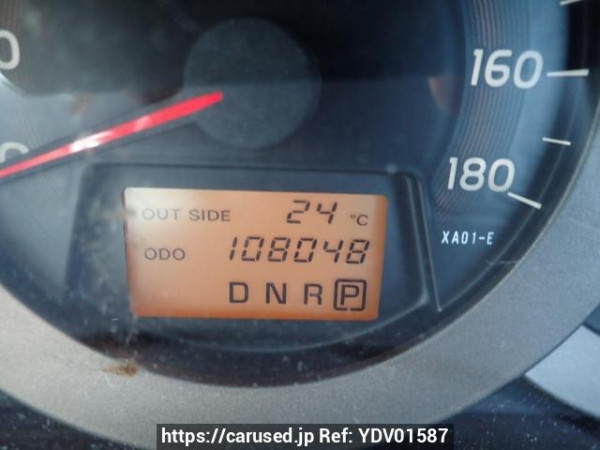 160
180
XA01-E
OUT SIDE 24 °C
ODO 108048
D N R P
https://carused.jp Ref: YDV01587